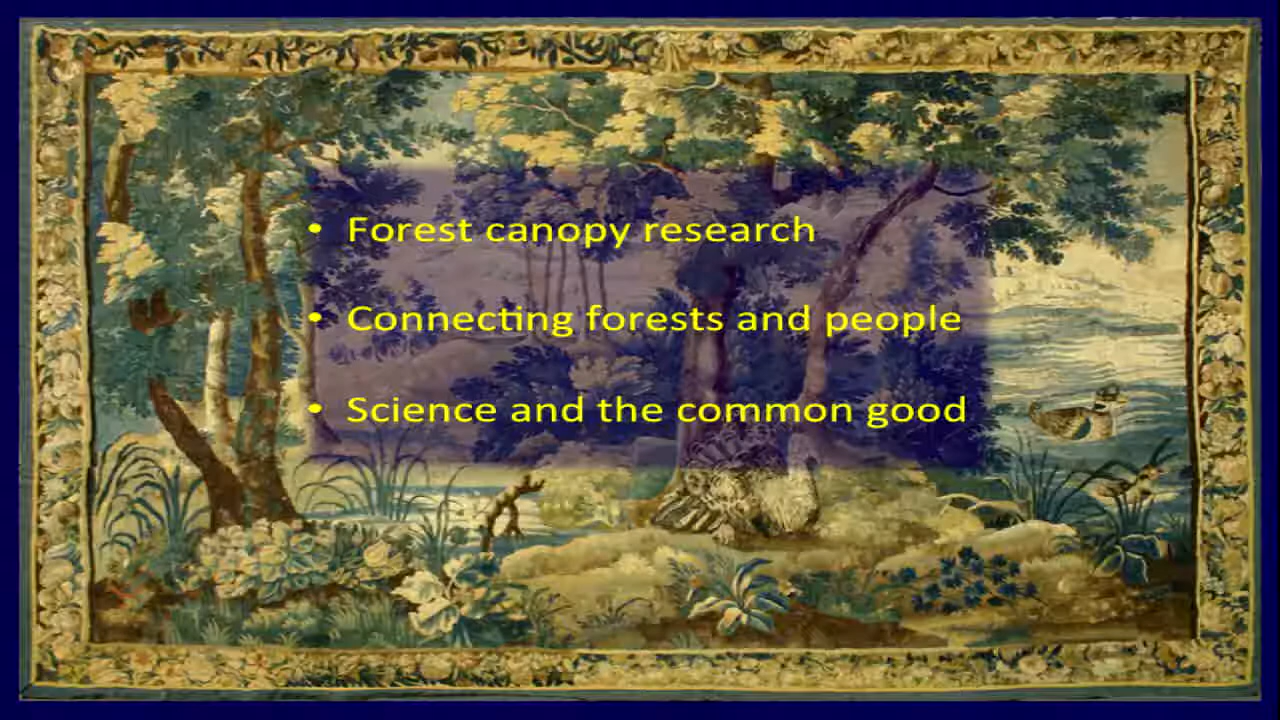 • Forest canopy research
• Connecting forests and people
• Science and the common good